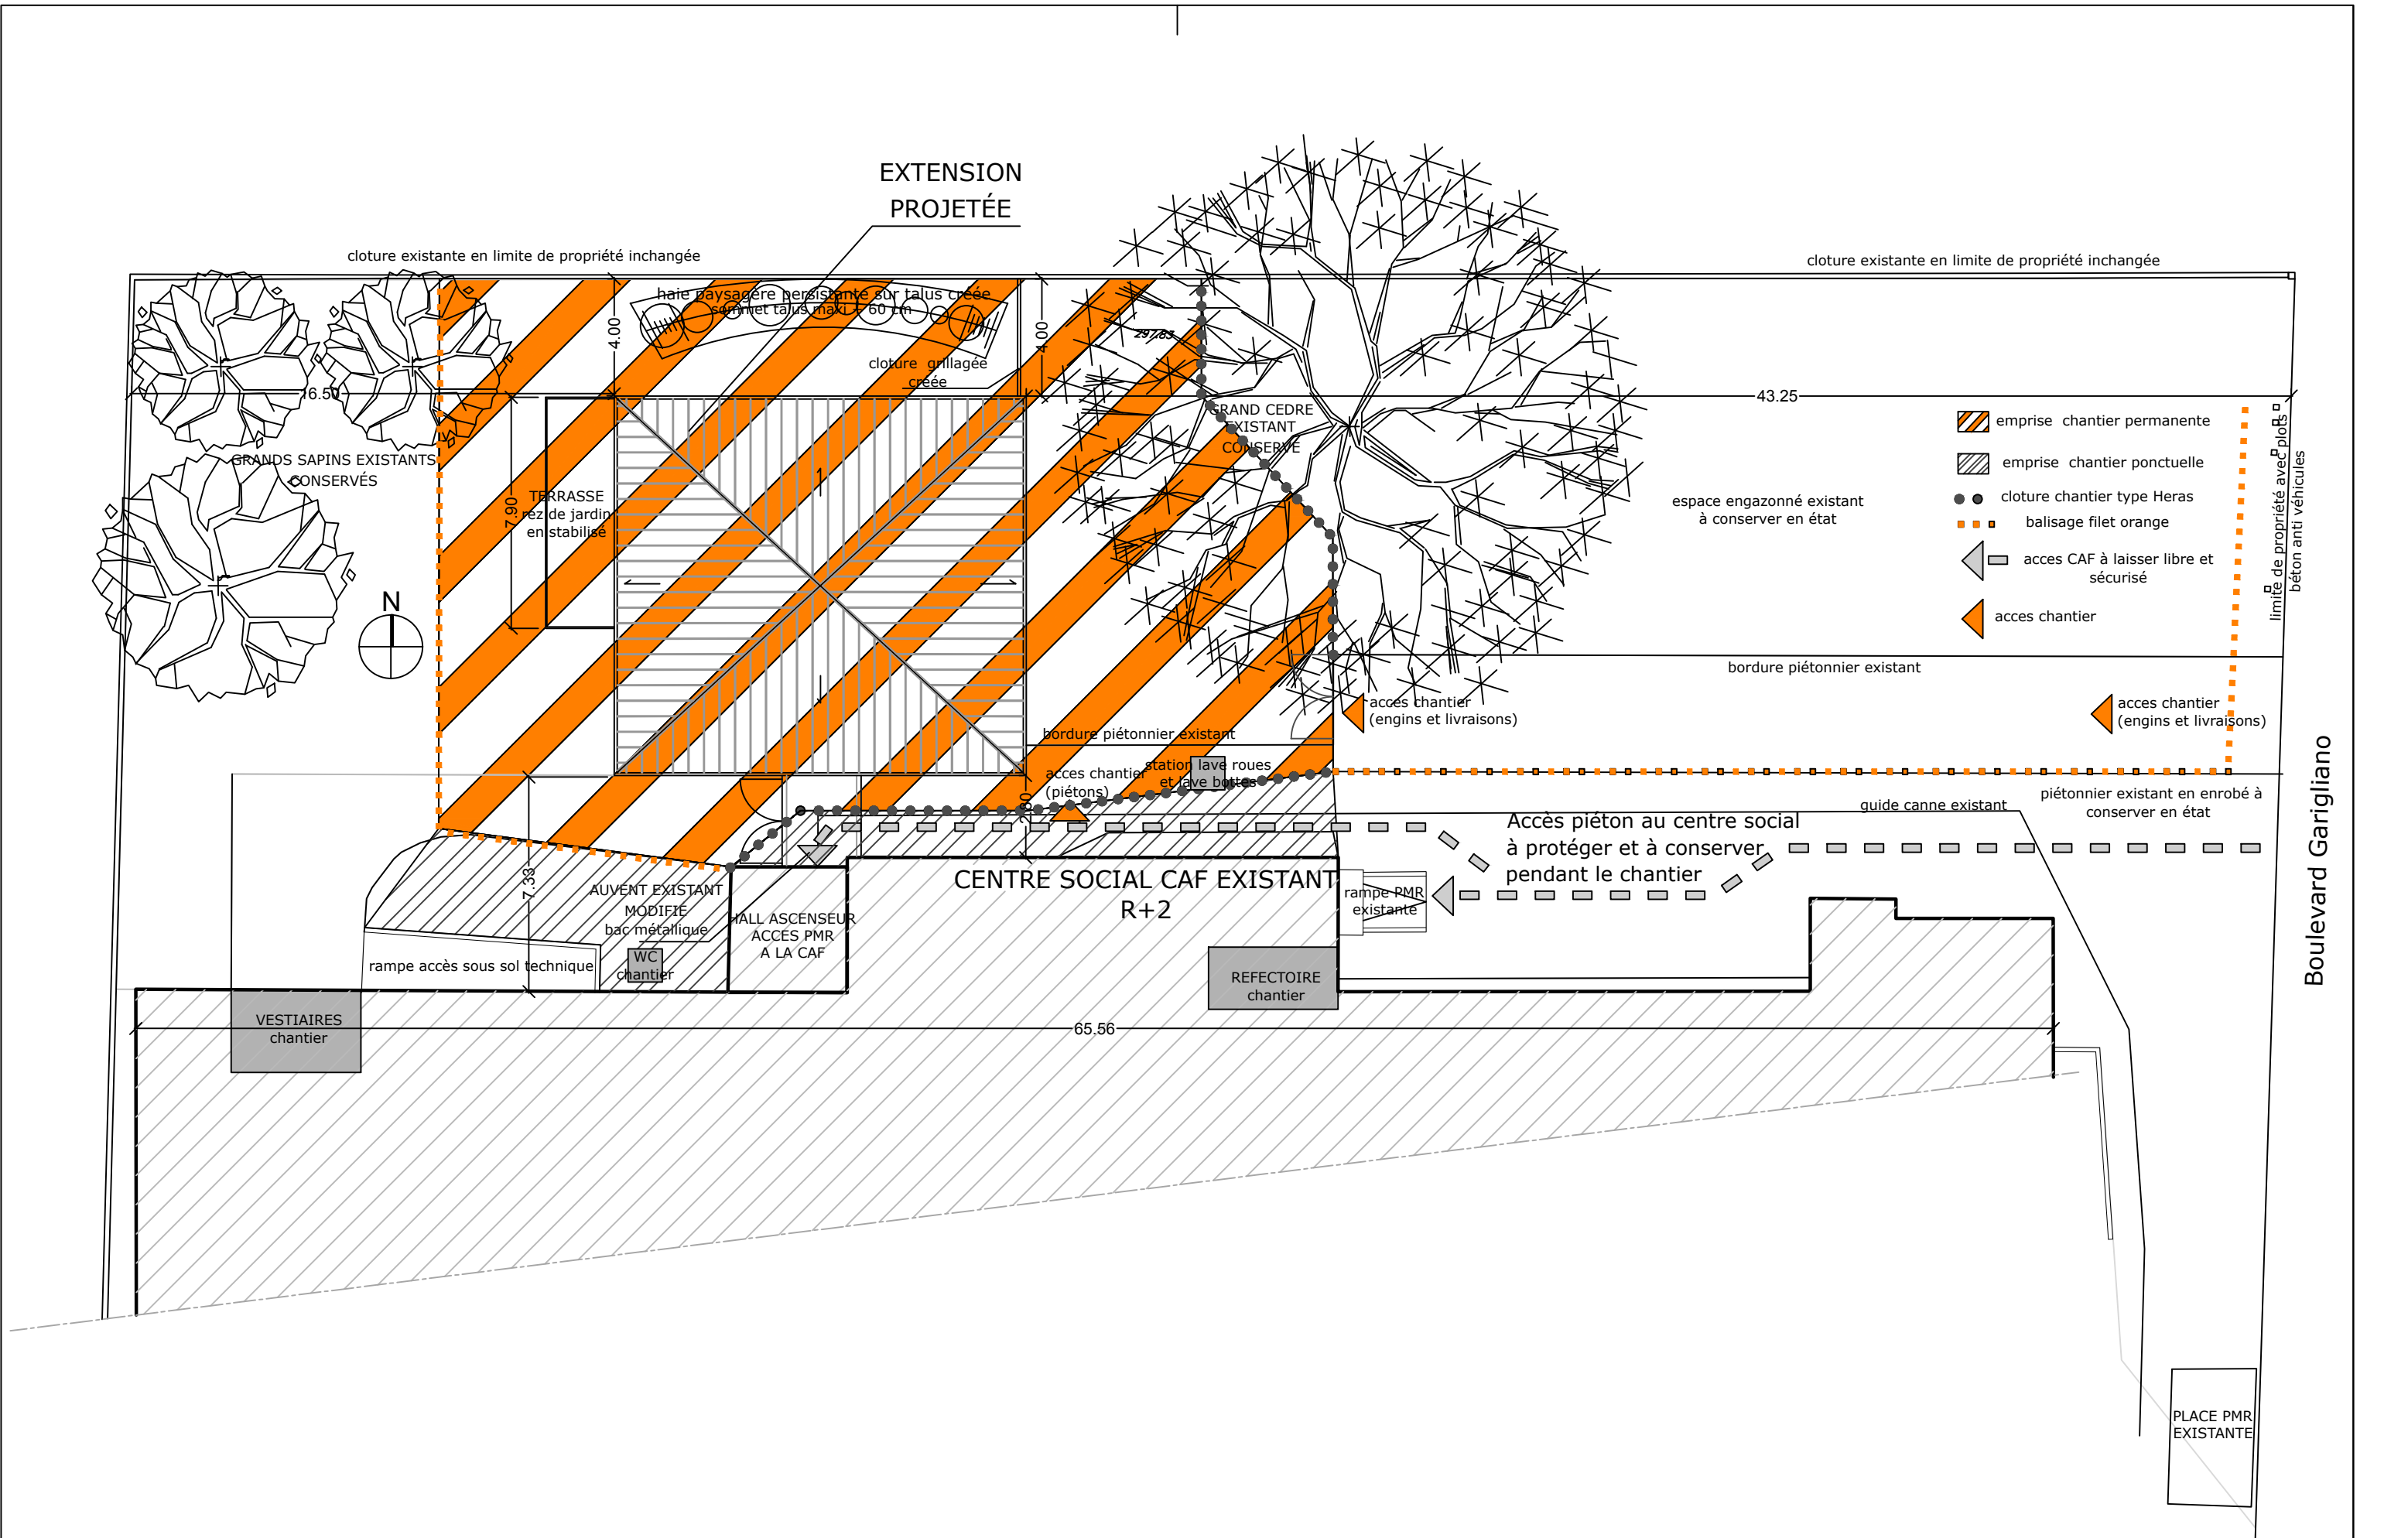 EXTENSION
PROJETÉE
cloture existante en limite de propriété inchangée
cloture existante en limite de propriété inchangée
haie paysagére persistante sur talus créée
sommet talus maxi + 60 cm
4.00
4.00
297.83
cloture grillagée
créée
16.50
43.25
GRAND CEDRE
EXISTANT
CONSERVÉ
GRANDS SAPINS EXISTANTS
CONSERVÉS
7.90
TERRASSE
rez de jardin
en stabilisé
N
espace engazonné existant
à conserver en état
emprise chantier permanente
emprise chantier ponctuelle
cloture chantier type Heras
balisage filet orange
acces CAF à laisser libre et
sécurisé
acces chantier
limite de propriété avec plots
béton anti véhicules
bordure piétonnier existant
acces chantier
(engins et livraisons)
acces chantier
(engins et livraisons)
bordure piétonnier existant
acces chantier
(piétons)
station lave roues
et lave bottes
2.80
guide canne existant
piétonnier existant en enrobé à
conserver en état
Accès piéton au centre social
à protéger et à conserver
pendant le chantier
Boulevard Garigliano
7.33
AUVENT EXISTANT
MODIFIE
bac métallique
HALL ASCENSEUR
ACCES PMR
A LA CAF
CENTRE SOCIAL CAF EXISTANT
R+2
rampe PMR
existante
rampe accès sous sol technique
WC
chantier
REFECTOIRE
chantier
VESTIAIRES
chantier
65.56
PLACE PMR
EXISTANTE